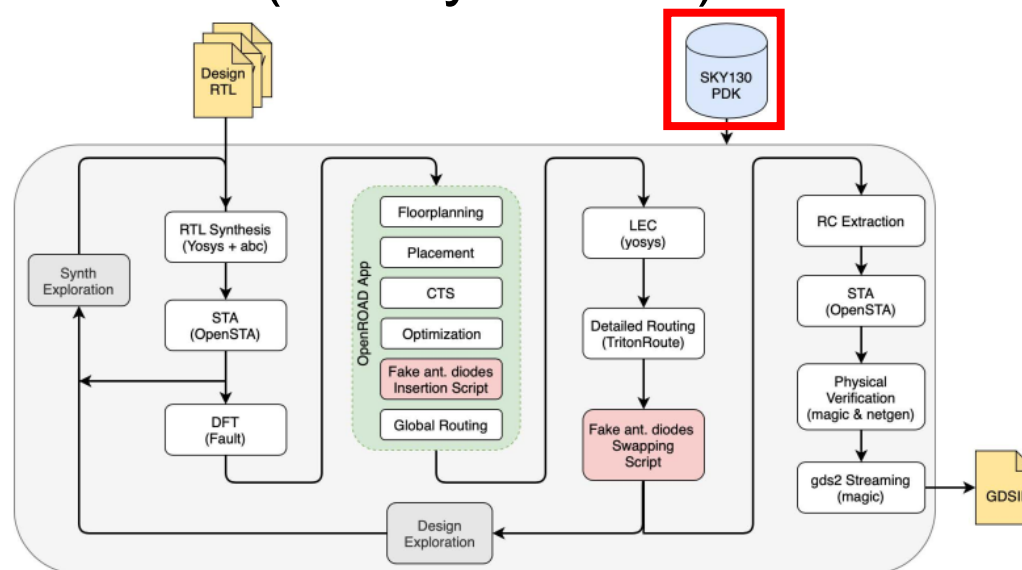 Design
RTL
SKY130
PDK
RTL Synthesis
(Yosys + abc)
Synth
Exploration
STA
(OpenSTA)
DFT
(Fault)
OpenROAD App
Floorplanning
Placement
CTS
Optimization
Fake ant. diodes
Insertion Script
Global Routing
LEC
(yosys)
Detailed Routing
(TritonRoute)
Fake ant. diodes
Swapping
Script
Design
Exploration
RC Extraction
STA
(OpenSTA)
Physical
Verification
(magic & netgen)
gds2 Streaming
(magic)